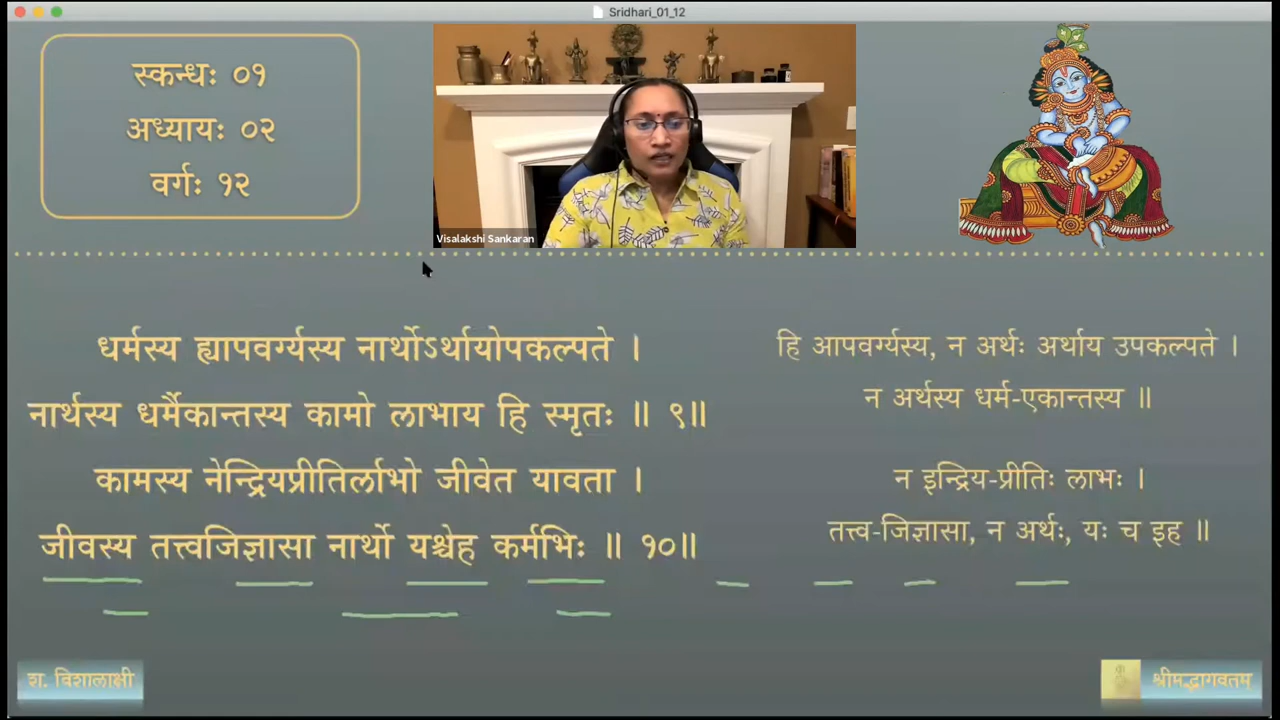 Sridhari_01_12
स्कन्धः ०१
अध्यायः ०२
वर्गः १२
Visalakshi Sankaran
धर्मस्य ह्यापवर्ग्यस्य नार्थोऽर्थायोपकल्पते ।
नार्थस्य धर्मैकान्तस्य कामो लाभाय हि स्मृतः ॥ ९॥
कामस्य नेन्द्रियप्रीतिर्लाभो जीवेत यावता ।
जीवस्य तत्त्वजिज्ञासा नार्थो यश्चेह कर्मभिः ॥ १०॥
हि आपवर्ग्यस्य, न अर्थः अर्थाय उपकल्पते ।
न अर्थस्य धर्म-एकान्तस्य ॥
न इन्द्रिय-प्रीतिः लाभः ।
तत्त्व-जिज्ञासा, न अर्थः, यः च इह ॥
श. विशालाक्षी
श्रीमद्भागवतम्